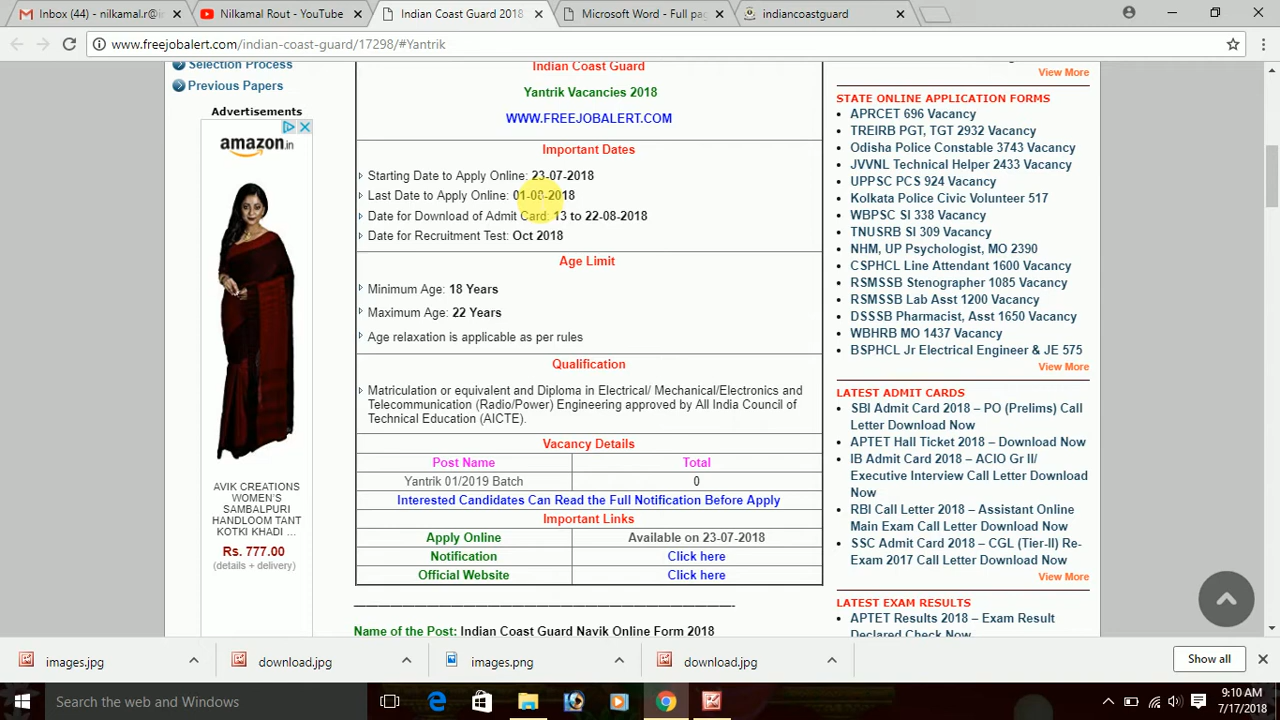 Inbox (44) - nilkamal.r@in
Nilkamal Rout - YouTube
Indian Coast Guard 2018
Microsoft Word - Full pag
indiancoastguard
www.freejobalert.com/indian-coast-guard/17298/#Yantrik
Selection Process
Previous Papers
Advertisements
amazon.in
AVIK CREATIONS
WOMEN'S
SAMBALPURI
HANDLOOM TANT
KOTKI KHADI ...
Rs. 777.00
(details + delivery)
Indian Coast Guard
Yantrik Vacancies 2018
WWW.FREEJOBALERT.COM
Important Dates
Starting Date to Apply Online: 23-07-2018
Last Date to Apply Online: 01-08-2018
Date for Download of Admit Card: 13 to 22-08-2018
Date for Recruitment Test: Oct 2018
Age Limit
Minimum Age: 18 Years
Maximum Age: 22 Years
Age relaxation is applicable as per rules
Qualification
Matriculation or equivalent and Diploma in Electrical/ Mechanical/Electronics and
Telecommunication (Radio/Power) Engineering approved by All India Council of
Technical Education (AICTE).
Vacancy Details
Post Name Total
Yantrik 01/2019 Batch 0
Interested Candidates Can Read the Full Notification Before Apply
Important Links
Apply Online Available on 23-07-2018
Notification Click here
Official Website Click here
Name of the Post: Indian Coast Guard Navik Online Form 2018
View More
STATE ONLINE APPLICATION FORMS
APRCET 696 Vacancy
TREIRB PGT, TGT 2932 Vacancy
Odisha Police Constable 3743 Vacancy
JVVNL Technical Helper 2433 Vacancy
UPPSC PCS 924 Vacancy
Kolkata Police Civic Volunteer 517
WBPSC SI 338 Vacancy
TNUSRB SI 309 Vacancy
NHM, UP Psychologist, MO 2390
CSPHCL Line Attendant 1600 Vacancy
RSMSSB Stenographer 1085 Vacancy
RSMSSB Lab Asst 1200 Vacancy
DSSSB Pharmacist, Asst 1650 Vacancy
WBHRB MO 1437 Vacancy
BSPHCL Jr Electrical Engineer & JE 575
View More
LATEST ADMIT CARDS
SBI Admit Card 2018 – PO (Prelims) Call
Letter Download Now
APTET Hall Ticket 2018 – Download Now
IB Admit Card 2018 – ACIO Gr II/
Executive Interview Call Letter Download
Now
RBI Call Letter 2018 – Assistant Online
Main Exam Call Letter Download Now
SSC Admit Card 2018 – CGL (Tier-II) Re-
Exam 2017 Call Letter Download Now
View More
LATEST EXAM RESULTS
APTET Results 2018 – Exam Result
Declared Check Now
images.jpg
download.jpg
images.png
download.jpg
Show all
Search the web and Windows
9:10 AM
7/17/2018